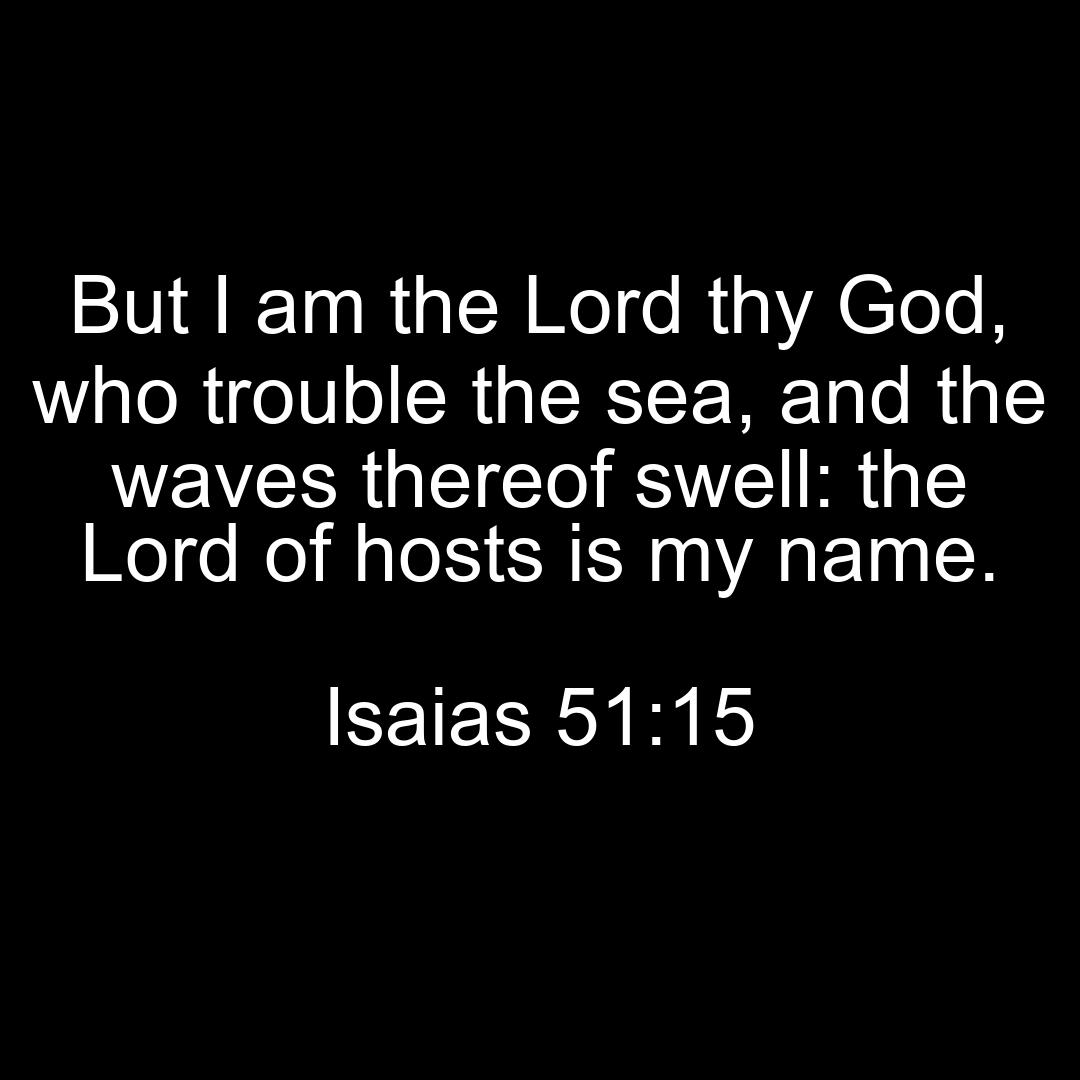 But I am the Lord thy God,
who trouble the sea, and the
waves thereof swell: the
Lord of hosts is my name.
Isaias 51:15